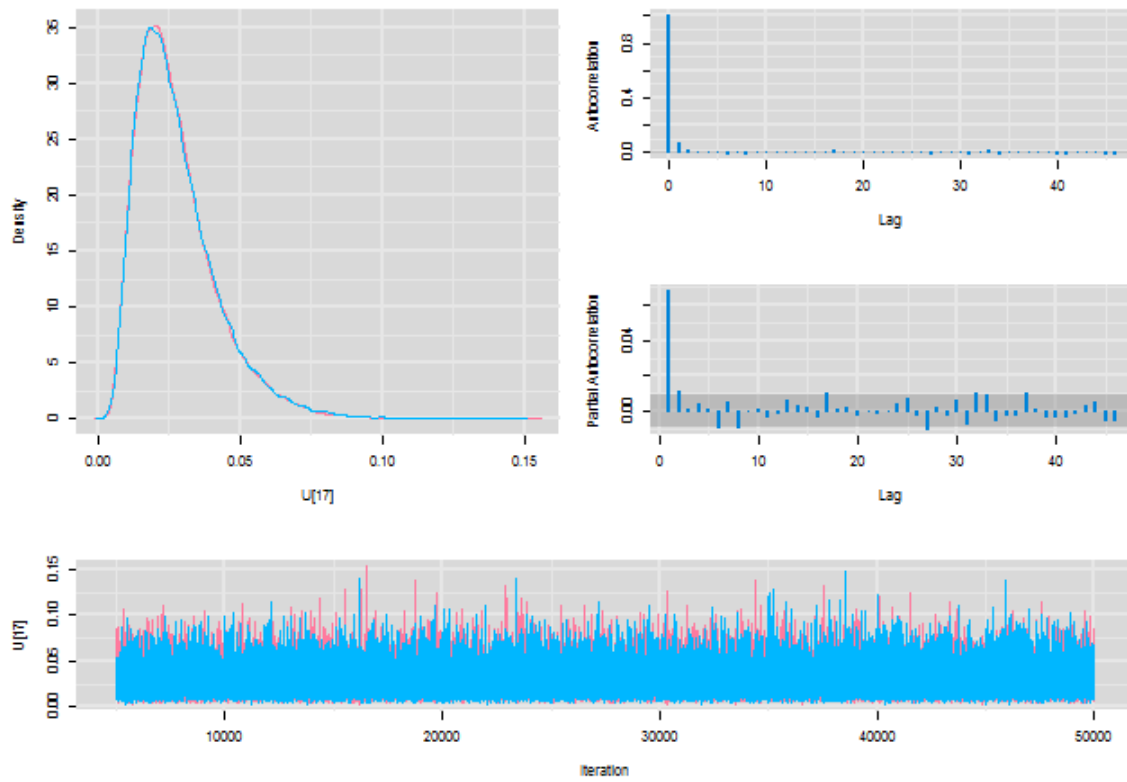 Density
0 5 10 15 20 25 30 35
0.00 0.05 0.10 0.15
U[17]
Autocorrelation
0.0 0.4 0.8
0 10 20 30 40
Lag
Partial Autocorrelation
0.00 0.04
0 10 20 30 40
Lag
U[17]
0.00 0.05 0.10 0.15
10000 20000 30000 40000 50000
Iteration